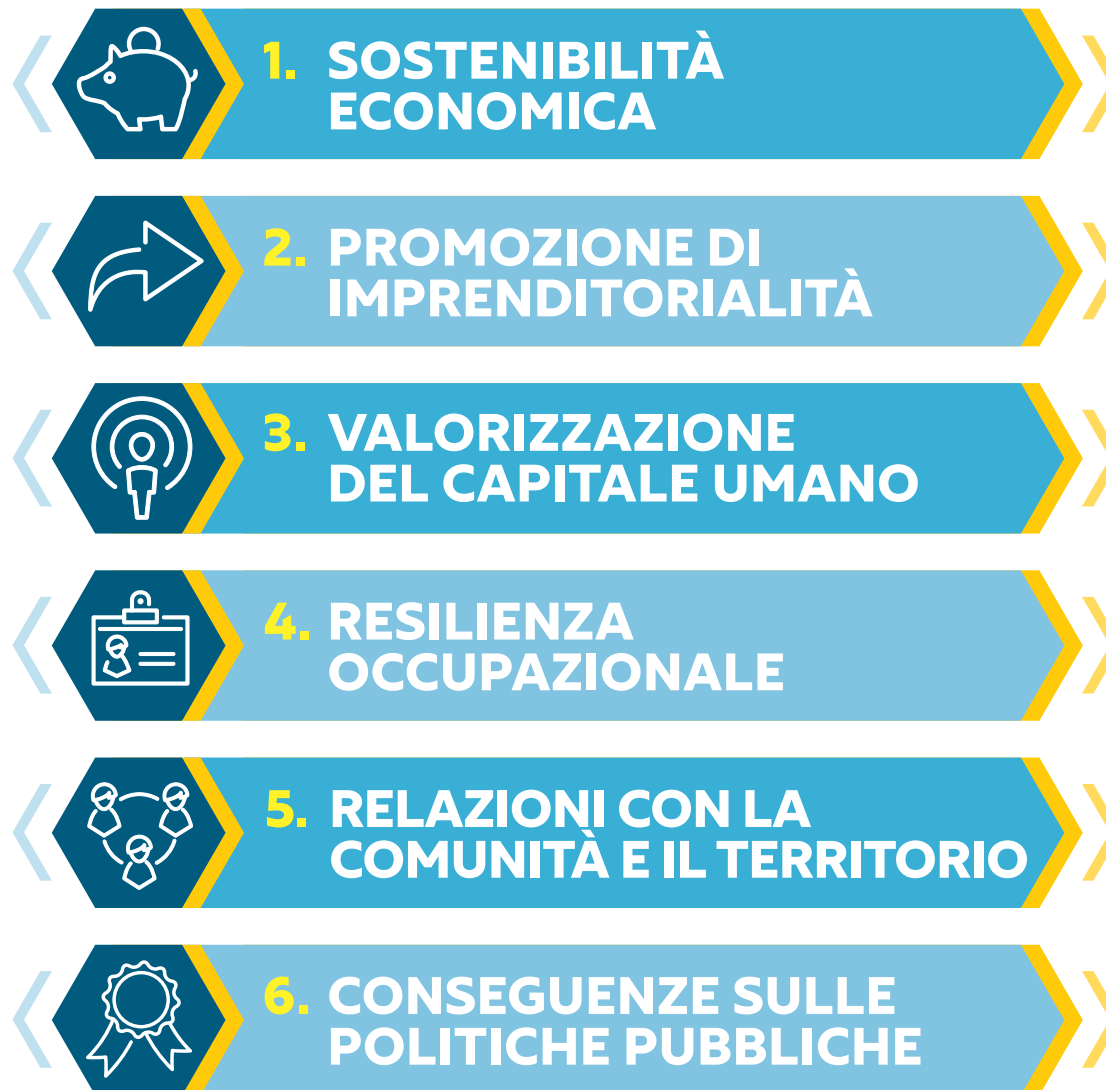 1. SOSTENIBILITÀ
ECONOMICA
2. PROMOZIONE DI
IMPRENDITORIALITÀ
3. VALORIZZAZIONE
DEL CAPITALE UMANO
4. RESILIENZA
OCCUPAZIONALE
5. RELAZIONI CON LA
COMUNITÀ E IL TERRITORIO
6. CONSEGUENZE SULLE
POLITICHE PUBBLICHE